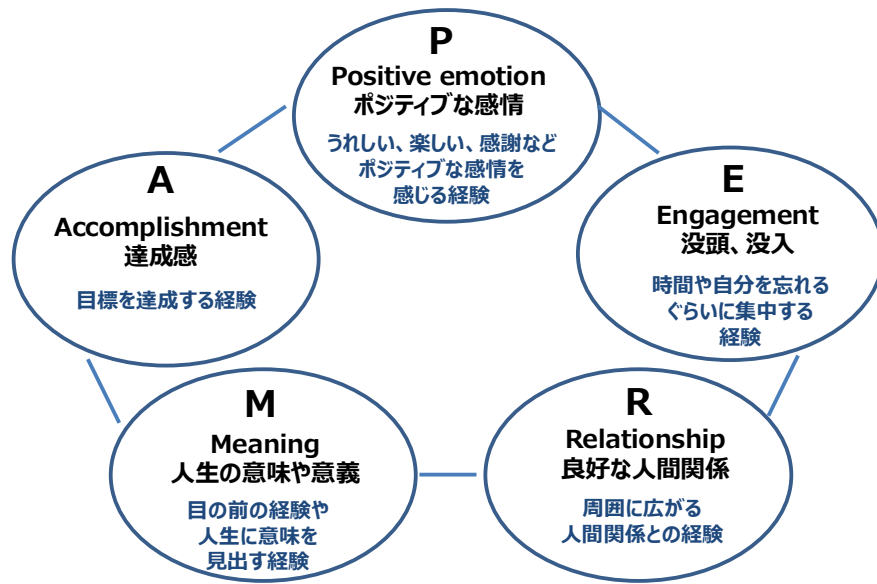 P
Positive emotion
ポジティブな感情
うれしい、楽しい、感謝など
ポジティブな感情を
感じる経験
E
Engagement
没頭、没入
時間や自分を忘れる
ぐらいに集中する
経験
R
Relationship
良好な人間関係
周囲に広がる
人間関係との経験
M
Meaning
人生の意味や意義
目の前の経験や
人生に意味を
見出す経験
A
Accomplishment
達成感
目標を達成する経験